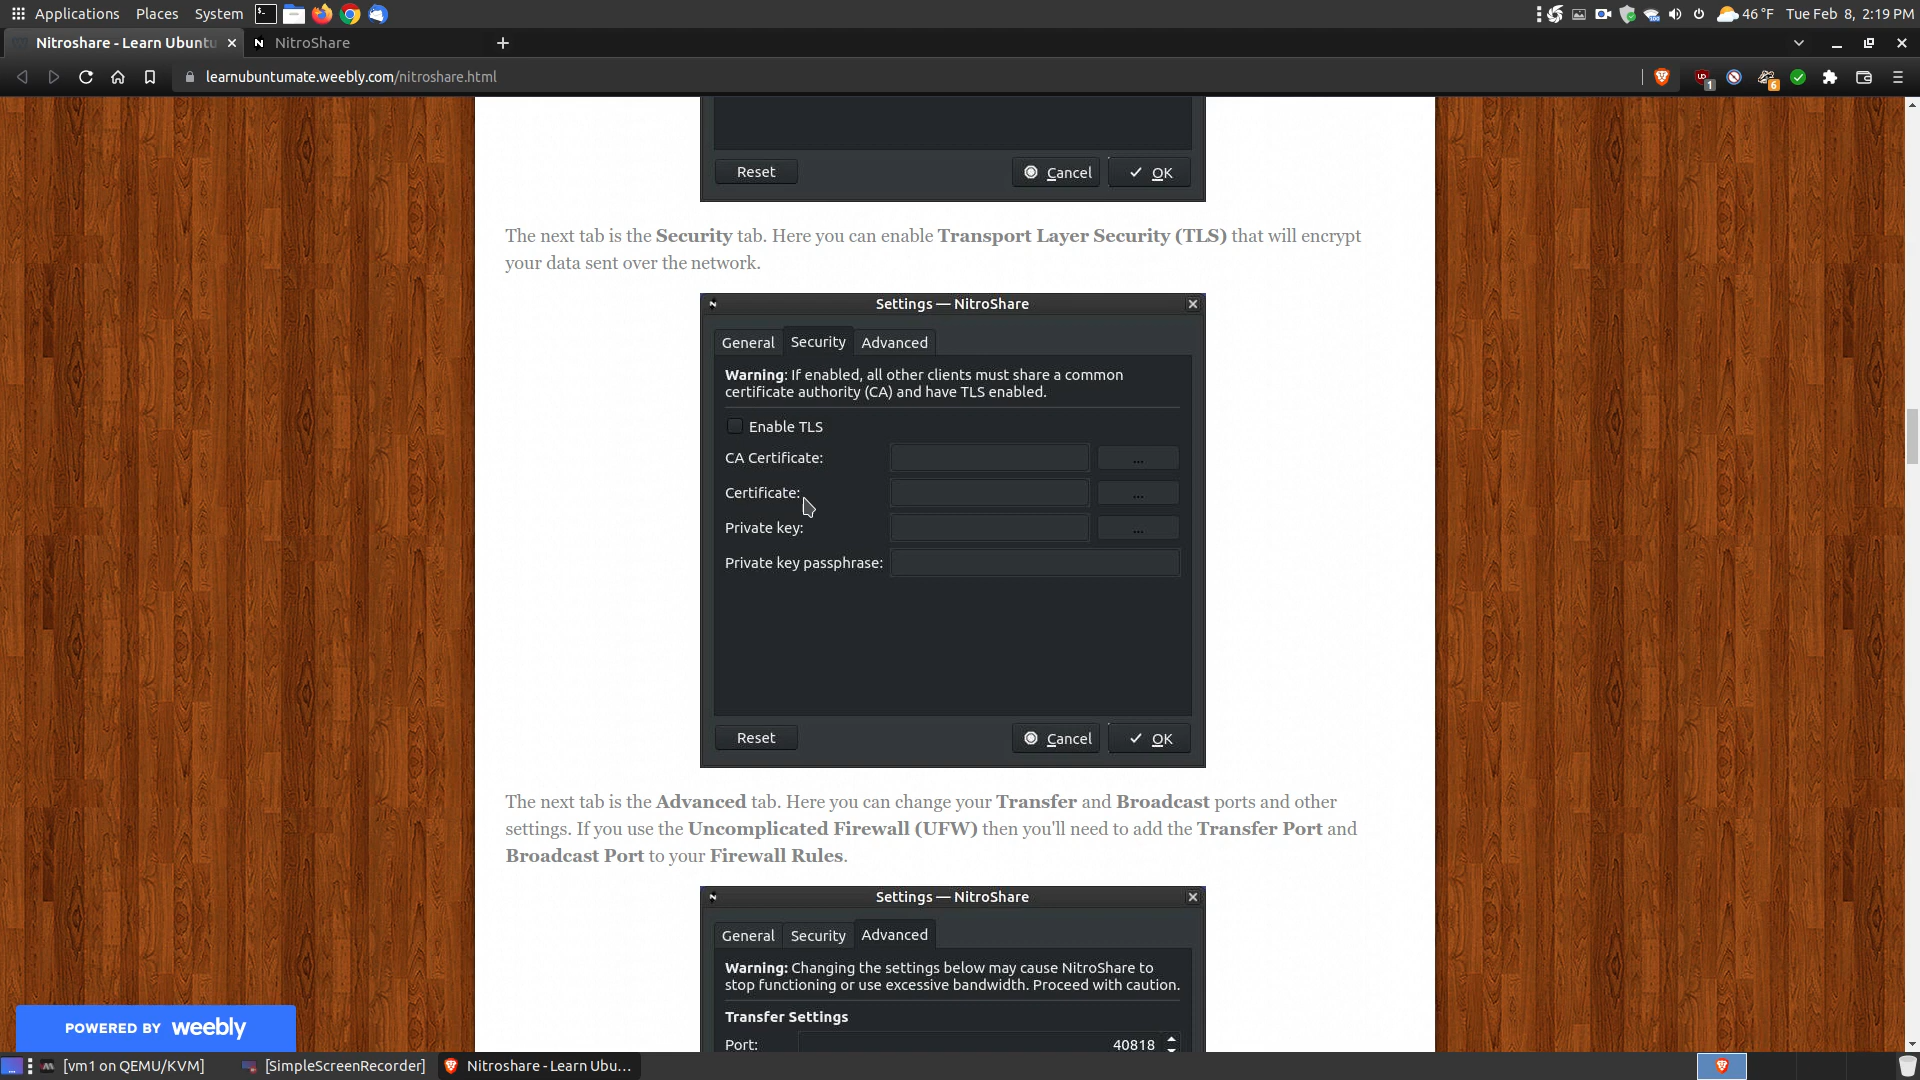 Applications Places System
46 °F Tue Feb 8, 2:19 PM
Nitroshare - Learn Ubuntu
NitroShare
learnubuntumate.weebly.com/nitroshare.html
1
6
Reset Cancel OK
The next tab is the Security tab. Here you can enable Transport Layer Security (TLS) that will encrypt
your data sent over the network.
Settings — NitroShare
General Security Advanced
Warning: If enabled, all other clients must share a common
certificate authority (CA) and have TLS enabled.
Enable TLS
CA Certificate: ...
Certificate: ...
Private key: ...
Private key passphrase:
Reset Cancel OK
The next tab is the Advanced tab. Here you can change your Transfer and Broadcast ports and other
settings. If you use the Uncomplicated Firewall (UFW) then you'll need to add the Transfer Port and
Broadcast Port to your Firewall Rules.
Settings — NitroShare
General Security Advanced
Warning: Changing the settings below may cause NitroShare to
stop functioning or use excessive bandwidth. Proceed with caution.
Transfer Settings
Port: 40818
POWERED BY weebly
[vm1 on QEMU/KVM] [SimpleScreenRecorder] Nitroshare - Learn Ubu...